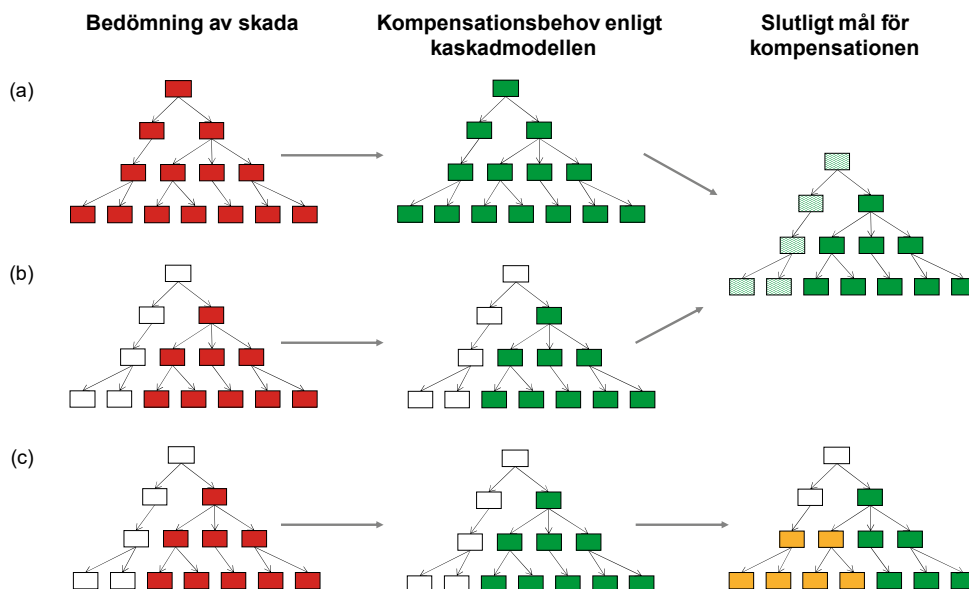 Bedömning av skada
Kompensationsbehov enligt
kaskadmodellen
Slutligt mål för
kompensationen
(a)
(b)
(c)